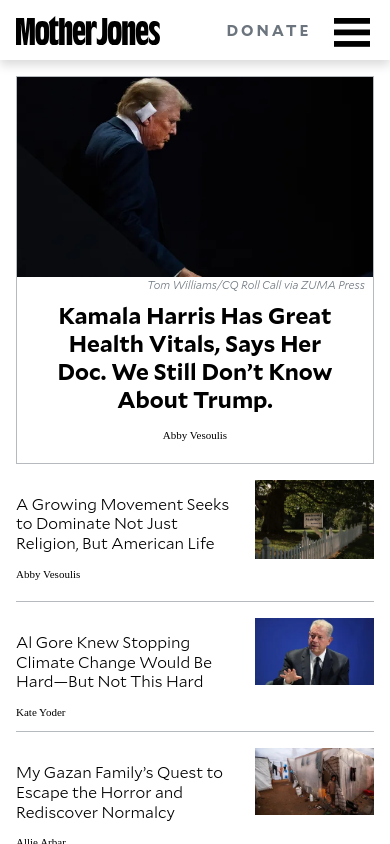 Mother Jones
DONATE
Tom Williams/CQ Roll Call via ZUMA Press
Kamala Harris Has Great
Health Vitals, Says Her
Doc. We Still Don’t Know
About Trump.
Abby Vesoulis
A Growing Movement Seeks
to Dominate Not Just
Religion, But American Life
Abby Vesoulis
Al Gore Knew Stopping
Climate Change Would Be
Hard—But Not This Hard
Kate Yoder
My Gazan Family’s Quest to
Escape the Horror and
Rediscover Normalcy